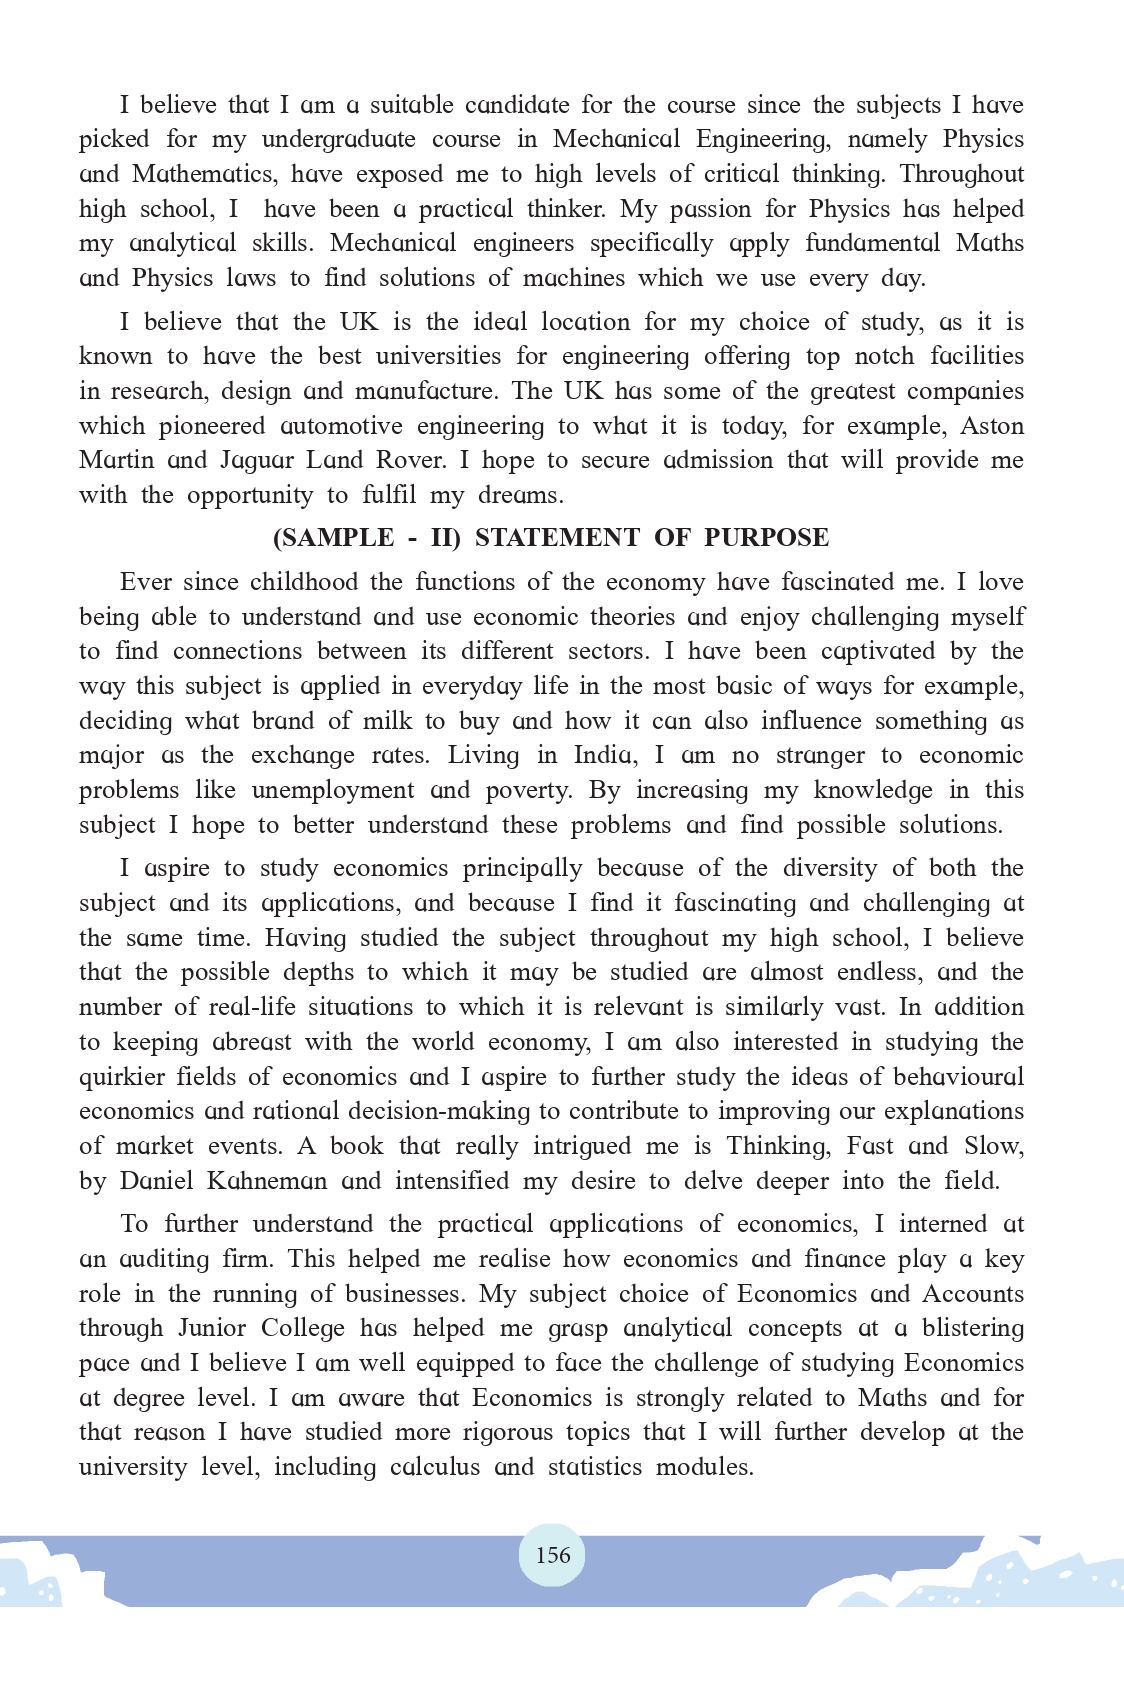 I believe that I am a suitable candidate for the course since the subjects I have
picked for my undergraduate course in Mechanical Engineering, namely Physics
and Mathematics, have exposed me to high levels of critical thinking. Throughout
high school, I have been a practical thinker. My passion for Physics has helped
my analytical skills. Mechanical engineers specifically apply fundamental Maths
and Physics laws to find solutions of machines which we use every day.
I believe that the UK is the ideal location for my choice of study, as it is
known to have the best universities for engineering offering top notch facilities
in research, design and manufacture. The UK has some of the greatest companies
which pioneered automotive engineering to what it is today, for example, Aston
Martin and Jaguar Land Rover. I hope to secure admission that will provide me
with the opportunity to fulfil my dreams.
(SAMPLE - II) STATEMENT OF PURPOSE
Ever since childhood the functions of the economy have fascinated me. I love
being able to understand and use economic theories and enjoy challenging myself
to find connections between its different sectors. I have been captivated by the
way this subject is applied in everyday life in the most basic of ways for example,
deciding what brand of milk to buy and how it can also influence something as
major as the exchange rates. Living in India, I am no stranger to economic
problems like unemployment and poverty. By increasing my knowledge in this
subject I hope to better understand these problems and find possible solutions.
I aspire to study economics principally because of the diversity of both the
subject and its applications, and because I find it fascinating and challenging at
the same time. Having studied the subject throughout my high school, I believe
that the possible depths to which it may be studied are almost endless, and the
number of real-life situations to which it is relevant is similarly vast. In addition
to keeping abreast with the world economy, I am also interested in studying the
quirkier fields of economics and I aspire to further study the ideas of behavioural
economics and rational decision-making to contribute to improving our explanations
of market events. A book that really intrigued me is Thinking, Fast and Slow,
by Daniel Kahneman and intensified my desire to delve deeper into the field.
To further understand the practical applications of economics, I interned at
an auditing firm. This helped me realise how economics and finance play a key
role in the running of businesses. My subject choice of Economics and Accounts
through Junior College has helped me grasp analytical concepts at a blistering
pace and I believe I am well equipped to face the challenge of studying Economics
at degree level. I am aware that Economics is strongly related to Maths and for
that reason I have studied more rigorous topics that I will further develop at the
university level, including calculus and statistics modules.
156